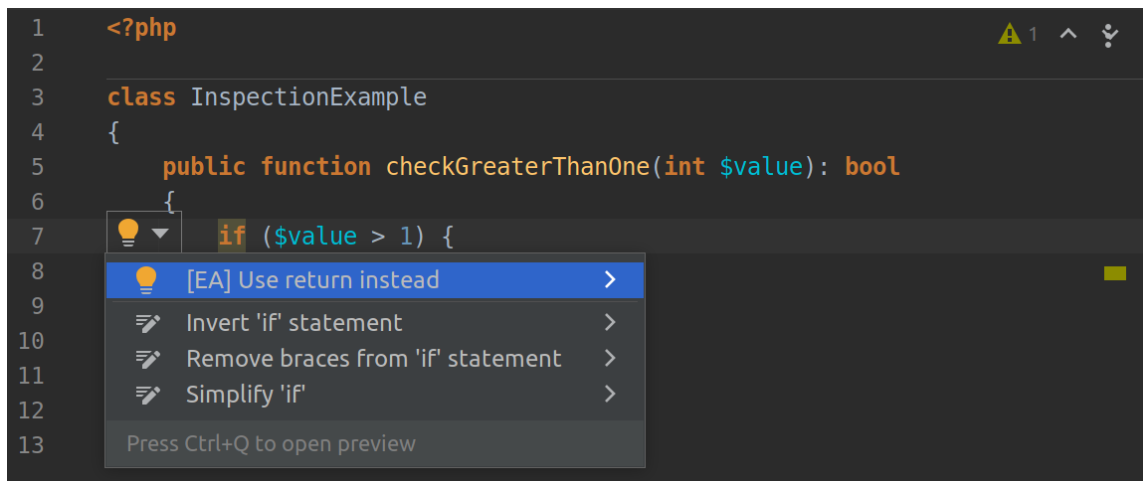 1 <?php
1
2
3 class InspectionExample
4 {
5 public function checkGreaterThanOne(int $value): bool
6 {
7 if ($value > 1) {
8 [EA] Use return instead
9
10 Invert 'if' statement
11 Remove braces from 'if' statement
12 Simplify 'if'
13 Press Ctrl+Q to open preview